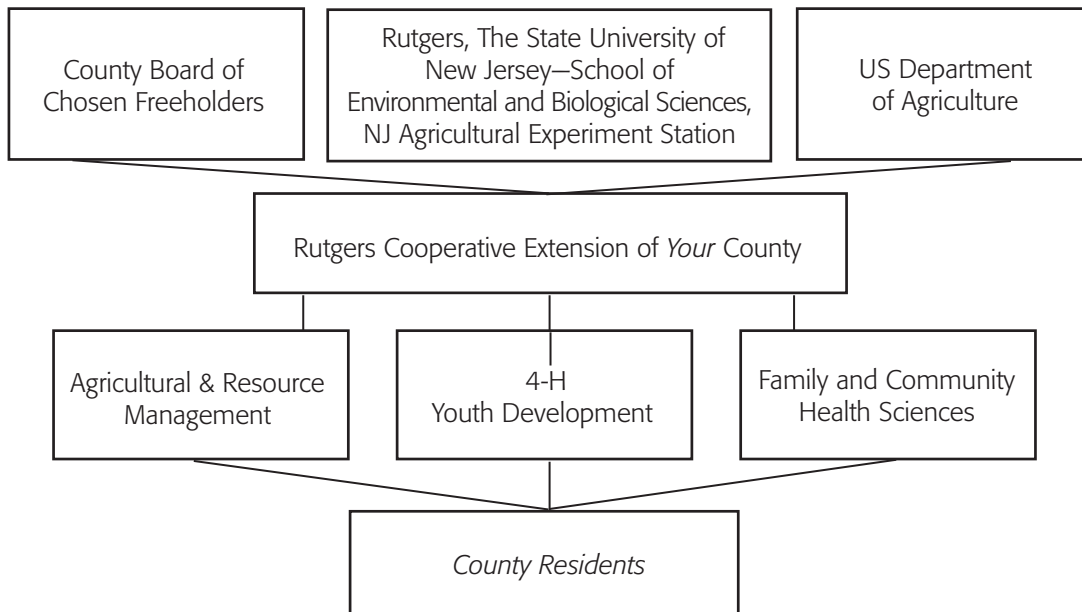 County Board of
Chosen Freeholders
Rutgers, The State University of
New Jersey—School of
Environmental and Biological Sciences,
NJ Agricultural Experiment Station
US Department
of Agriculture
Rutgers Cooperative Extension of Your County
Agricultural & Resource
Management
4-H
Youth Development
Family and Community
Health Sciences
County Residents